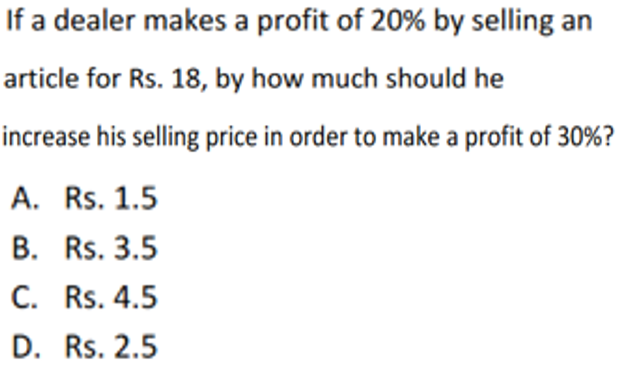 If a dealer makes a profit of 20% by selling an
article for Rs. 18, by how much should he
increase his selling price in order to make a profit of 30%?
A. Rs. 1.5
B. Rs. 3.5
C. Rs. 4.5
D. Rs. 2.5